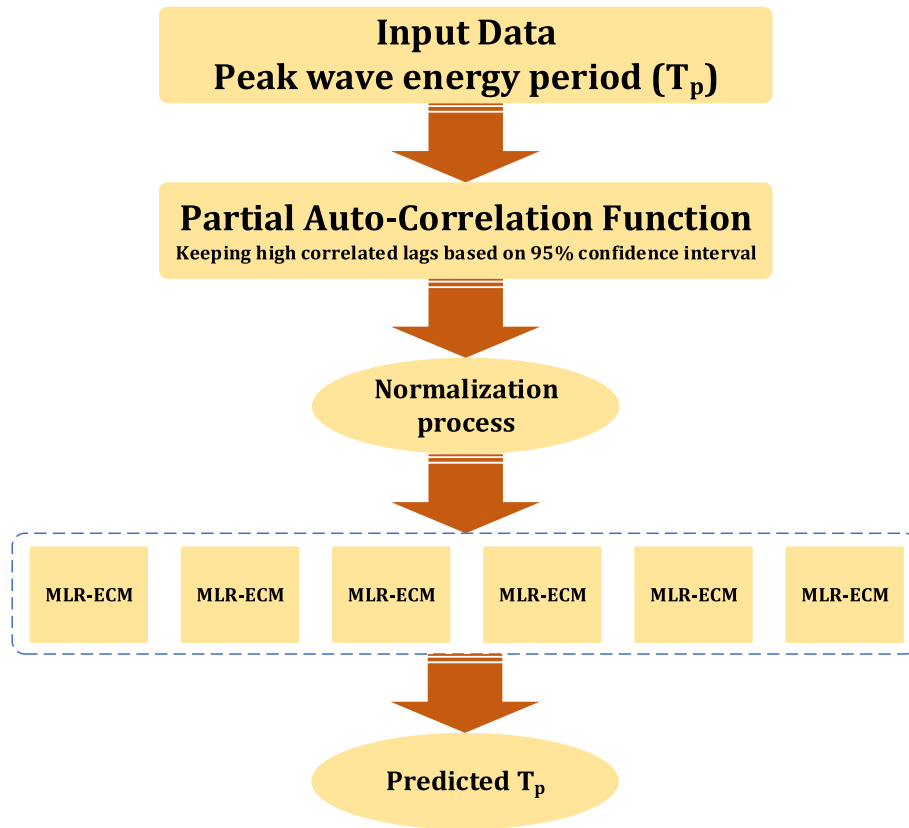 Input Data
Peak wave energy period (Tₚ)
Partial Auto-Correlation Function
Keeping high correlated lags based on 95% confidence interval
Normalization
process
MLR-ECM MLR-ECM MLR-ECM MLR-ECM MLR-ECM MLR-ECM
Predicted Tₚ